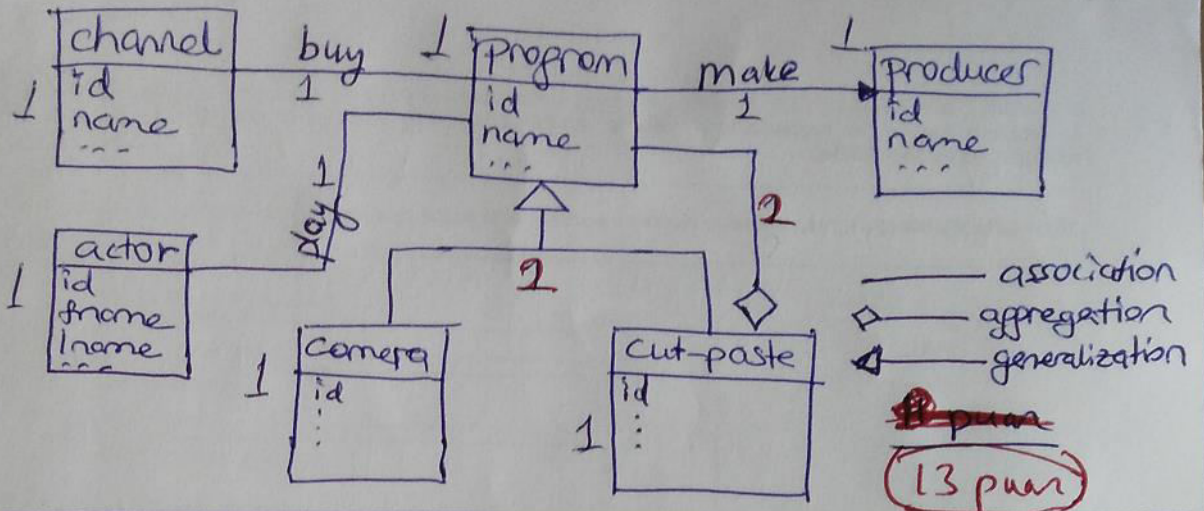 channel
id
name
...
1
buy
1
1
program
id
name
...
make
1
1
producer
id
name
...
play
1
1
actor
id
fname
lname
...
2
2
1
camera
id
...
1
cut-paste
id
...
association
aggregation
generalization
13 puan